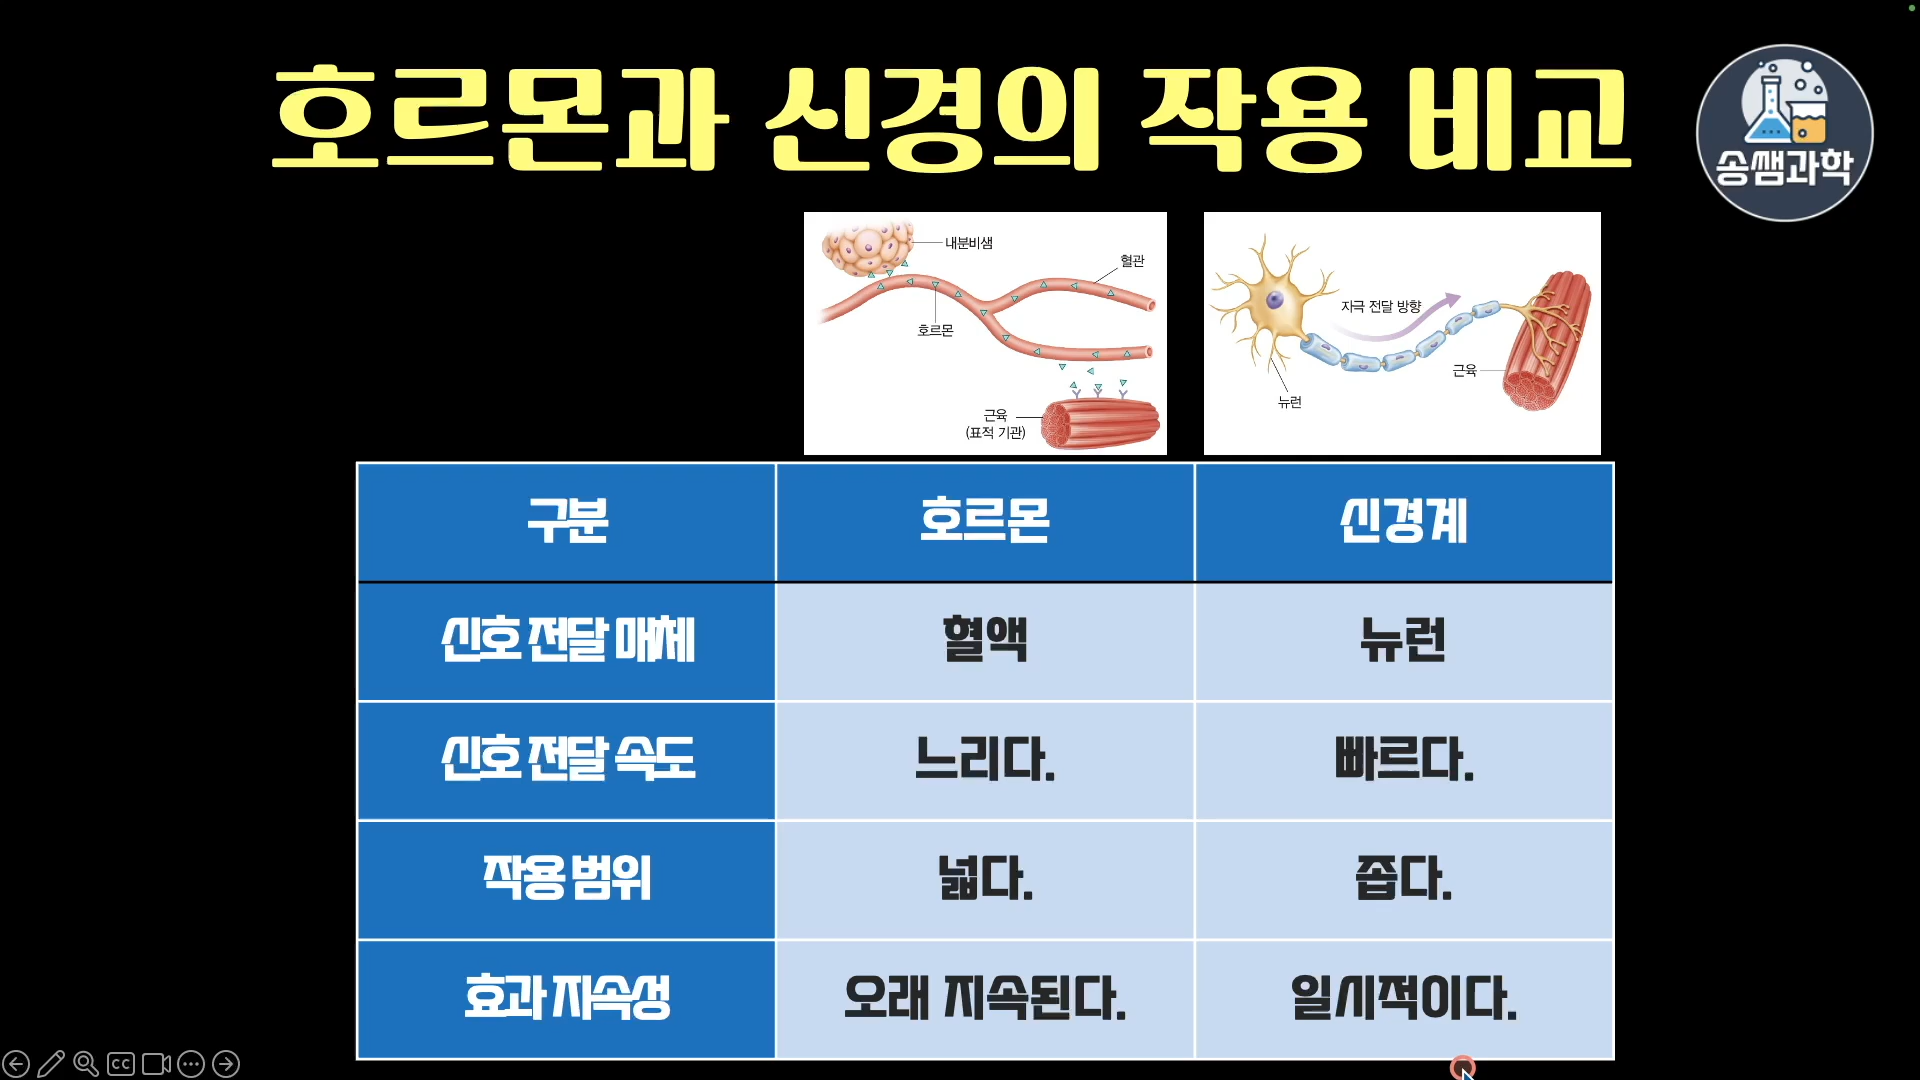 호르몬과 신경의 작용 비교
송쌤과학
내분비샘
혈관
호르몬
근육
(표적 기관)
자극 전달 방향
근육
뉴런
구분 호르몬 신경계
신호 전달 매체 혈액 뉴런
신호 전달 속도 느리다. 빠르다.
작용 범위 넓다. 좁다.
효과 지속성 오래 지속된다. 일시적이다.
CC